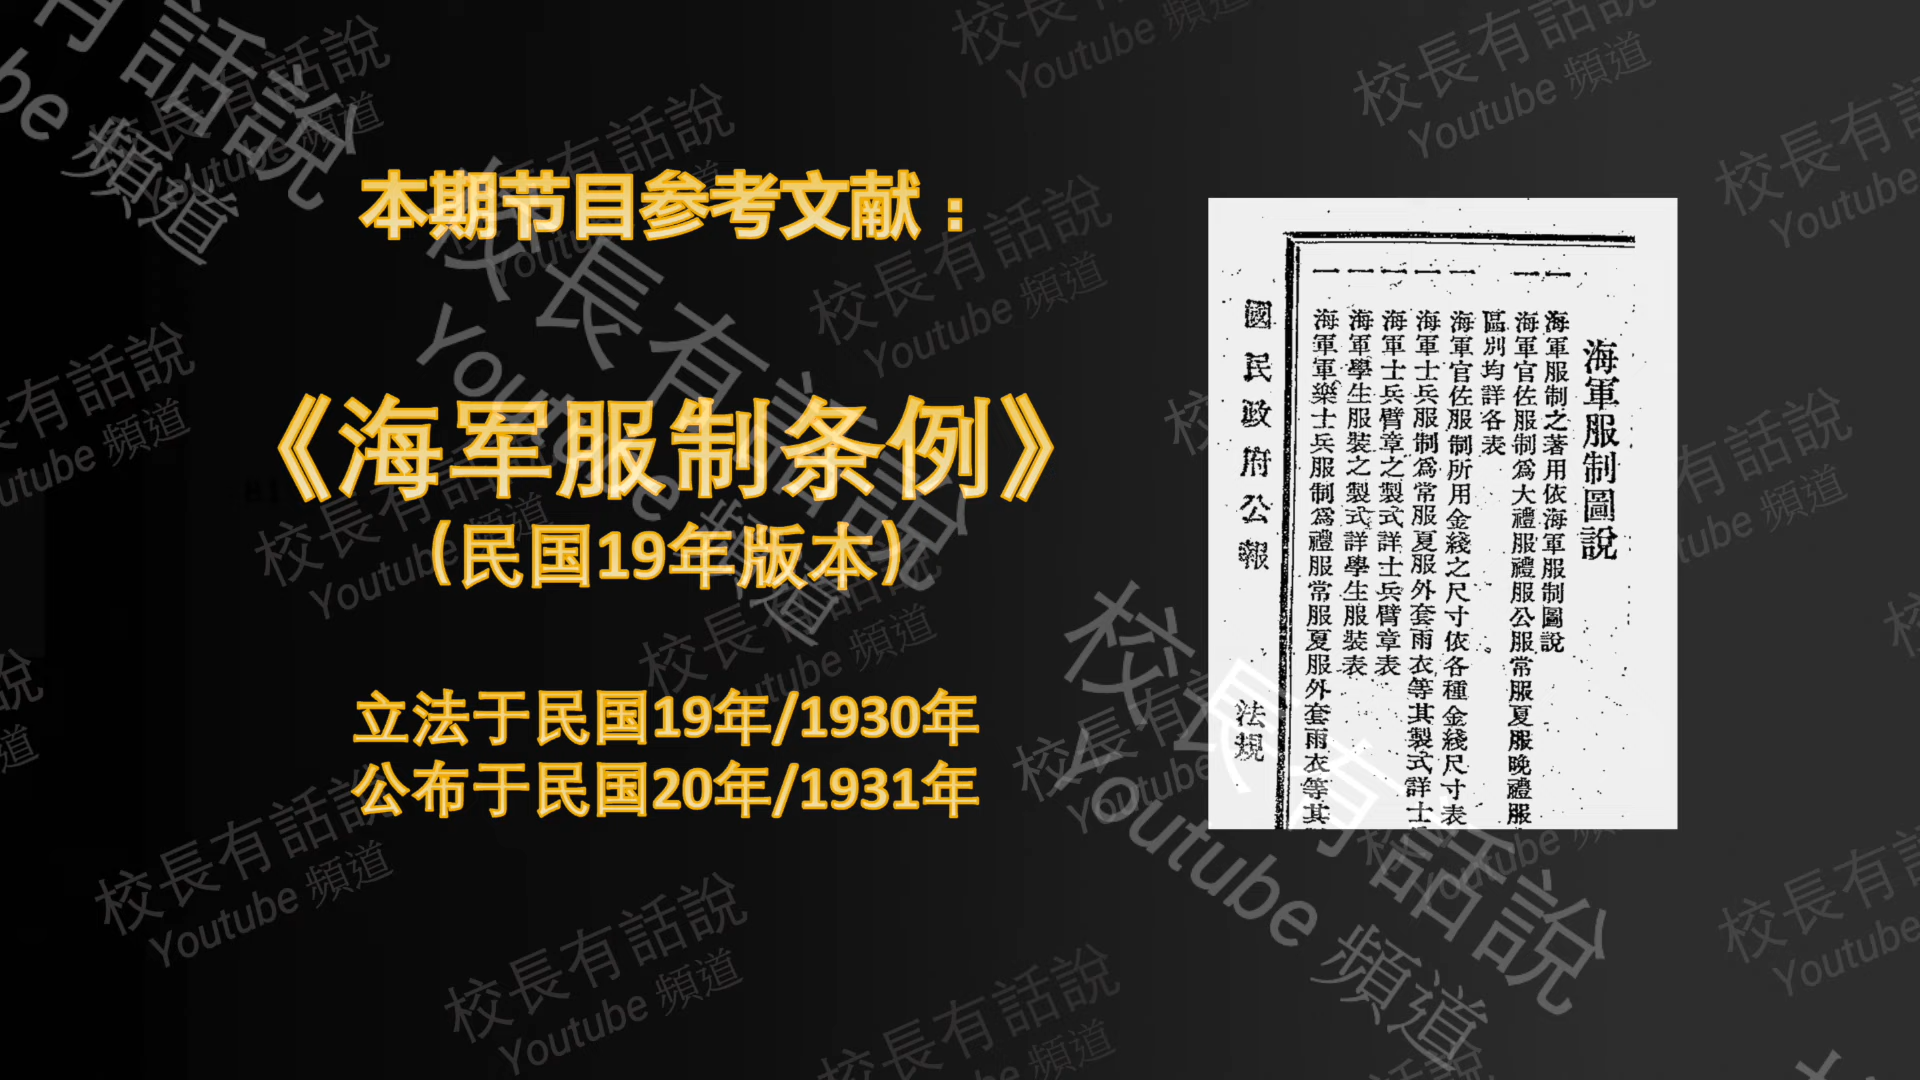 本期节目参考文献：
《海军服制条例》
（民国19年版本）
立法于民国19年/1930年
公布于民国20年/1931年
海軍服制圖說
一 海軍服制之著用依海軍服制圖說
一 海軍官佐服制爲大禮服禮服公服常服夏服晚禮服
區別均詳各表
一 海軍官佐服制所用金綫之尺寸依各種金綫尺寸表
一 海軍士兵服制爲常服夏服外套雨衣等其製式詳士
一 海軍士兵臂章之製式詳士兵臂章表
一 海軍學生服裝之製式詳學生服裝表
一 海軍軍樂士兵服制爲禮服常服夏服外套雨衣等其
國民政府公報
法規
校長有話說
Youtube 頻道